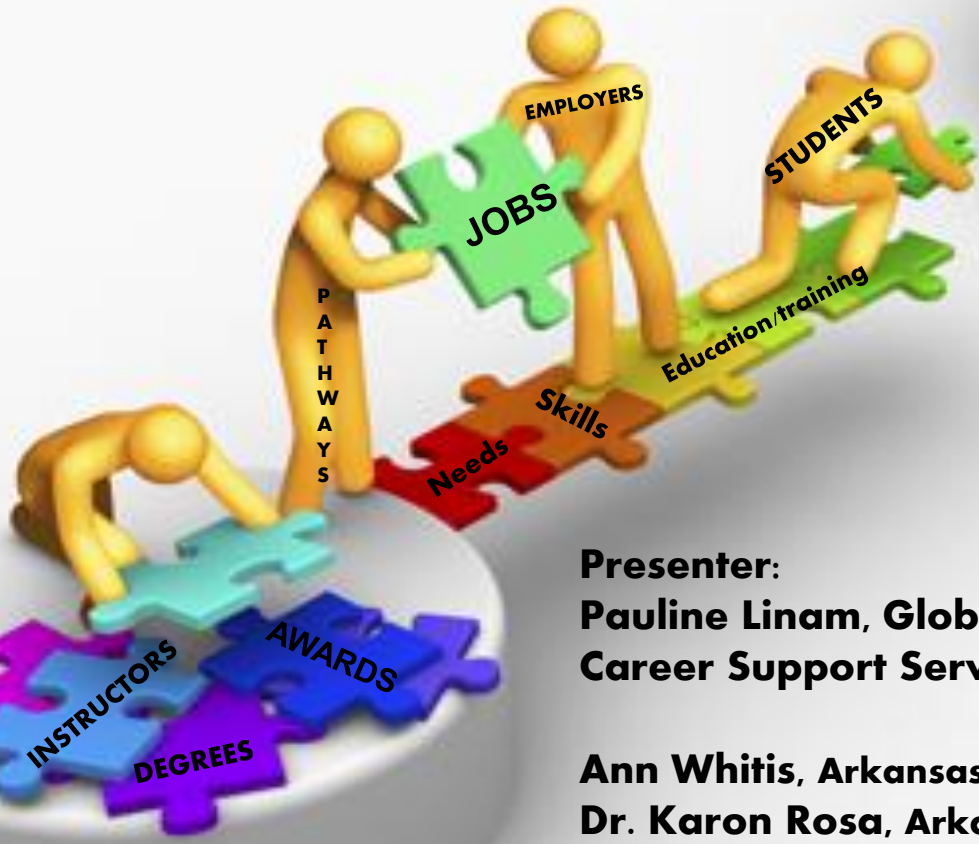 EMPLOYERS
STUDENTS
JOBS
PATHWAYS
Education/training
Skills
Needs
INSTRUCTORS
AWARDS
DEGREES
Presenter:
Pauline Linam,
Career Support
Ann Whitis, Arkansas
Dr. Karon Rosa,